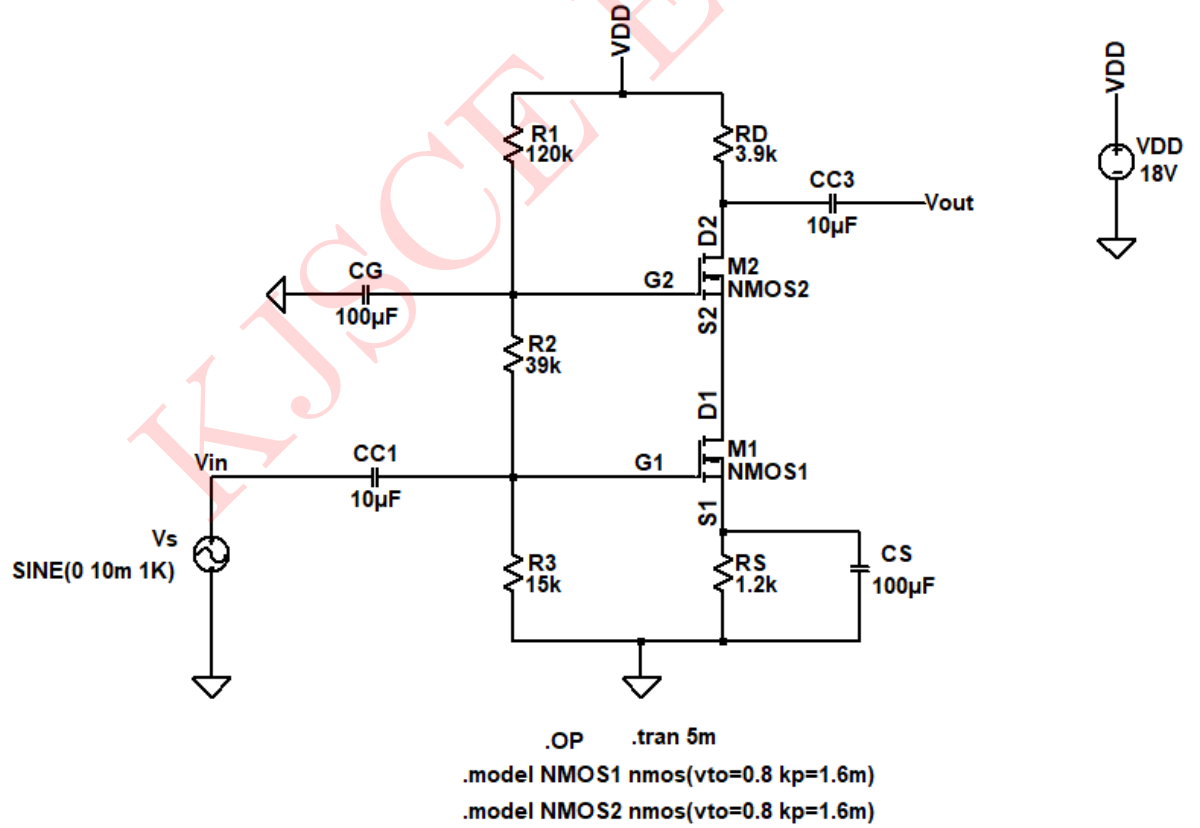 VDD
VDD
R1
120k
RD
3.9k
VDD
18V
CC3
10µF
Vout
D2
CG
100µF
G2
M2
NMOS2
S2
R2
39k
D1
Vin
CC1
10µF
G1
M1
NMOS1
S1
Vs
SINE(0 10m 1K)
R3
15k
RS
1.2k
CS
100µF
.OP .tran 5m
.model NMOS1 nmos(vto=0.8 kp=1.6m)
.model NMOS2 nmos(vto=0.8 kp=1.6m)
KJSCE